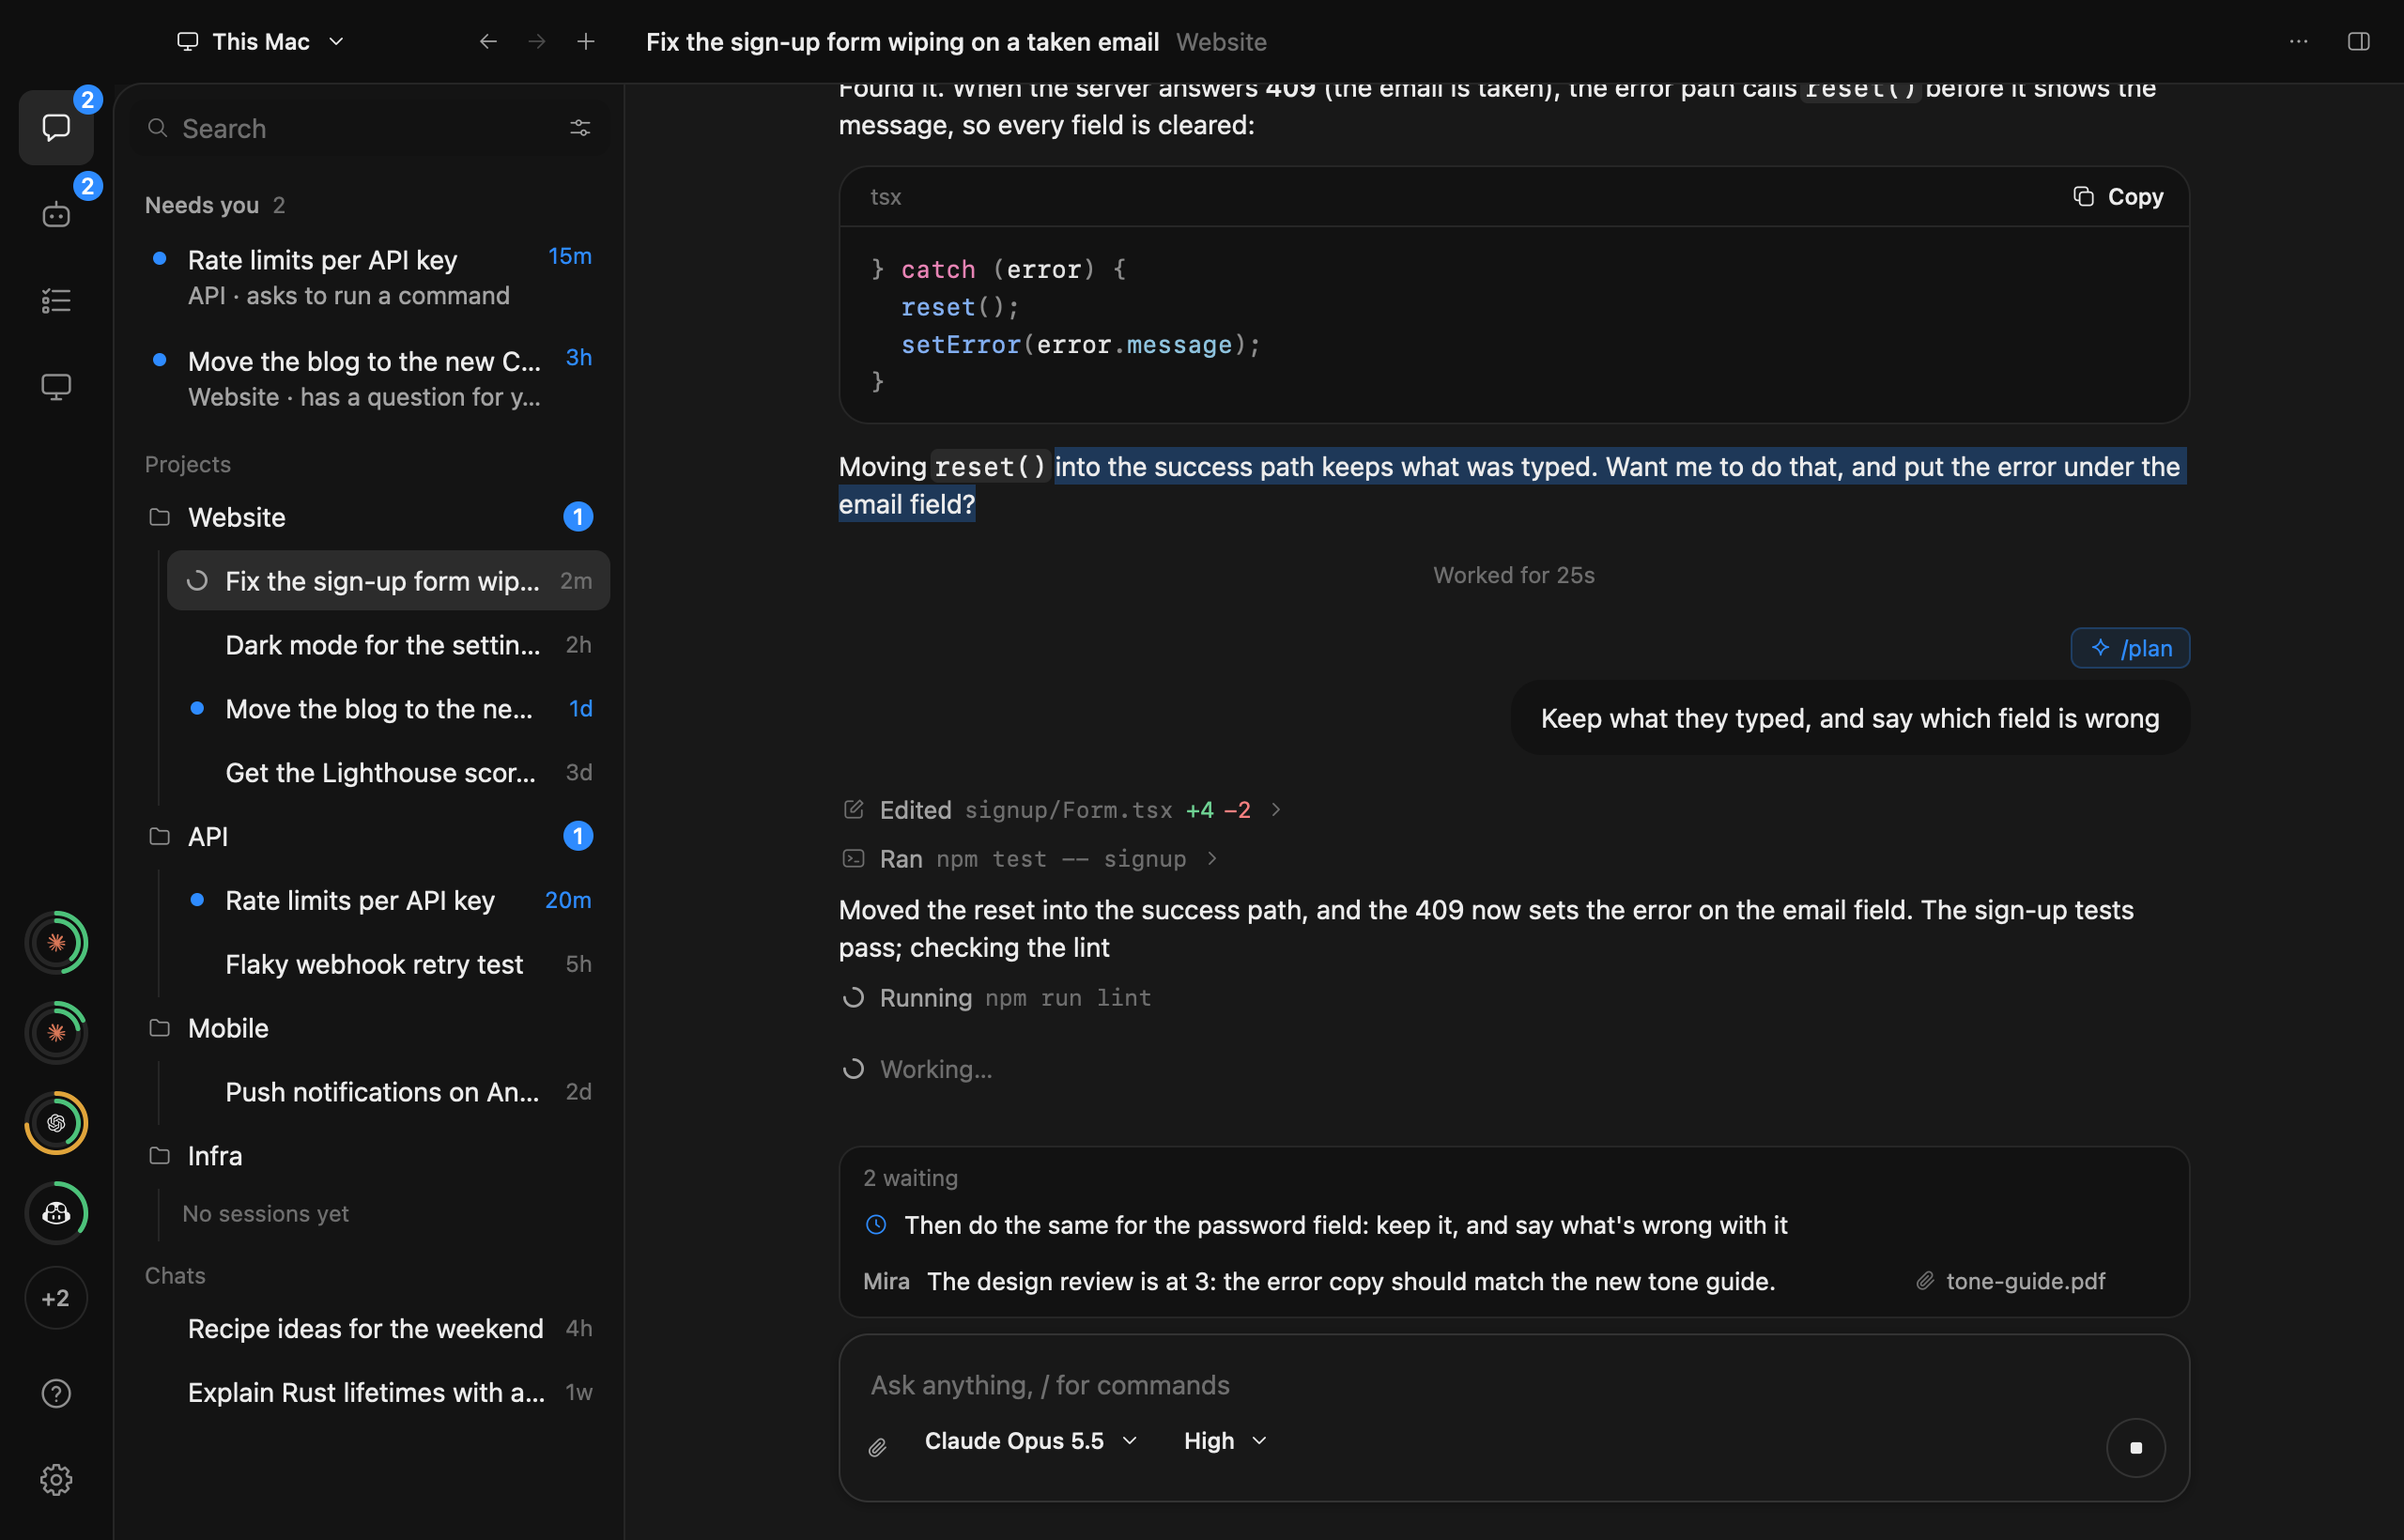 This Mac
Fix the sign-up form wiping on a taken email Website
2
2
Search
Needs you 2
Rate limits per API key 15m
API · asks to run a command
Move the blog to the new C... 3h
Website · has a question for y...
Projects
Website 1
Fix the sign-up form wip... 2m
Dark mode for the settin... 2h
Move the blog to the ne... 1d
Get the Lighthouse scor... 3d
API 1
Rate limits per API key 20m
Flaky webhook retry test 5h
Mobile
Push notifications on An... 2d
Infra
No sessions yet
Chats
Recipe ideas for the weekend 4h
Explain Rust lifetimes with a... 1w
+2
Found it. When the server answers 409 (the email is taken), the error path calls reset() before it shows the
message, so every field is cleared:
tsx
Copy
} catch (error) {
reset();
setError(error.message);
}
Moving reset() into the success path keeps what was typed. Want me to do that, and put the error under the
email field?
Worked for 25s
/plan
Keep what they typed, and say which field is wrong
Edited signup/Form.tsx +4 −2
Ran npm test -- signup
Moved the reset into the success path, and the 409 now sets the error on the email field. The sign-up tests
pass; checking the lint
Running npm run lint
Working...
2 waiting
Then do the same for the password field: keep it, and say what's wrong with it
Mira The design review is at 3: the error copy should match the new tone guide. tone-guide.pdf
Ask anything, / for commands
Claude Opus 5.5 High